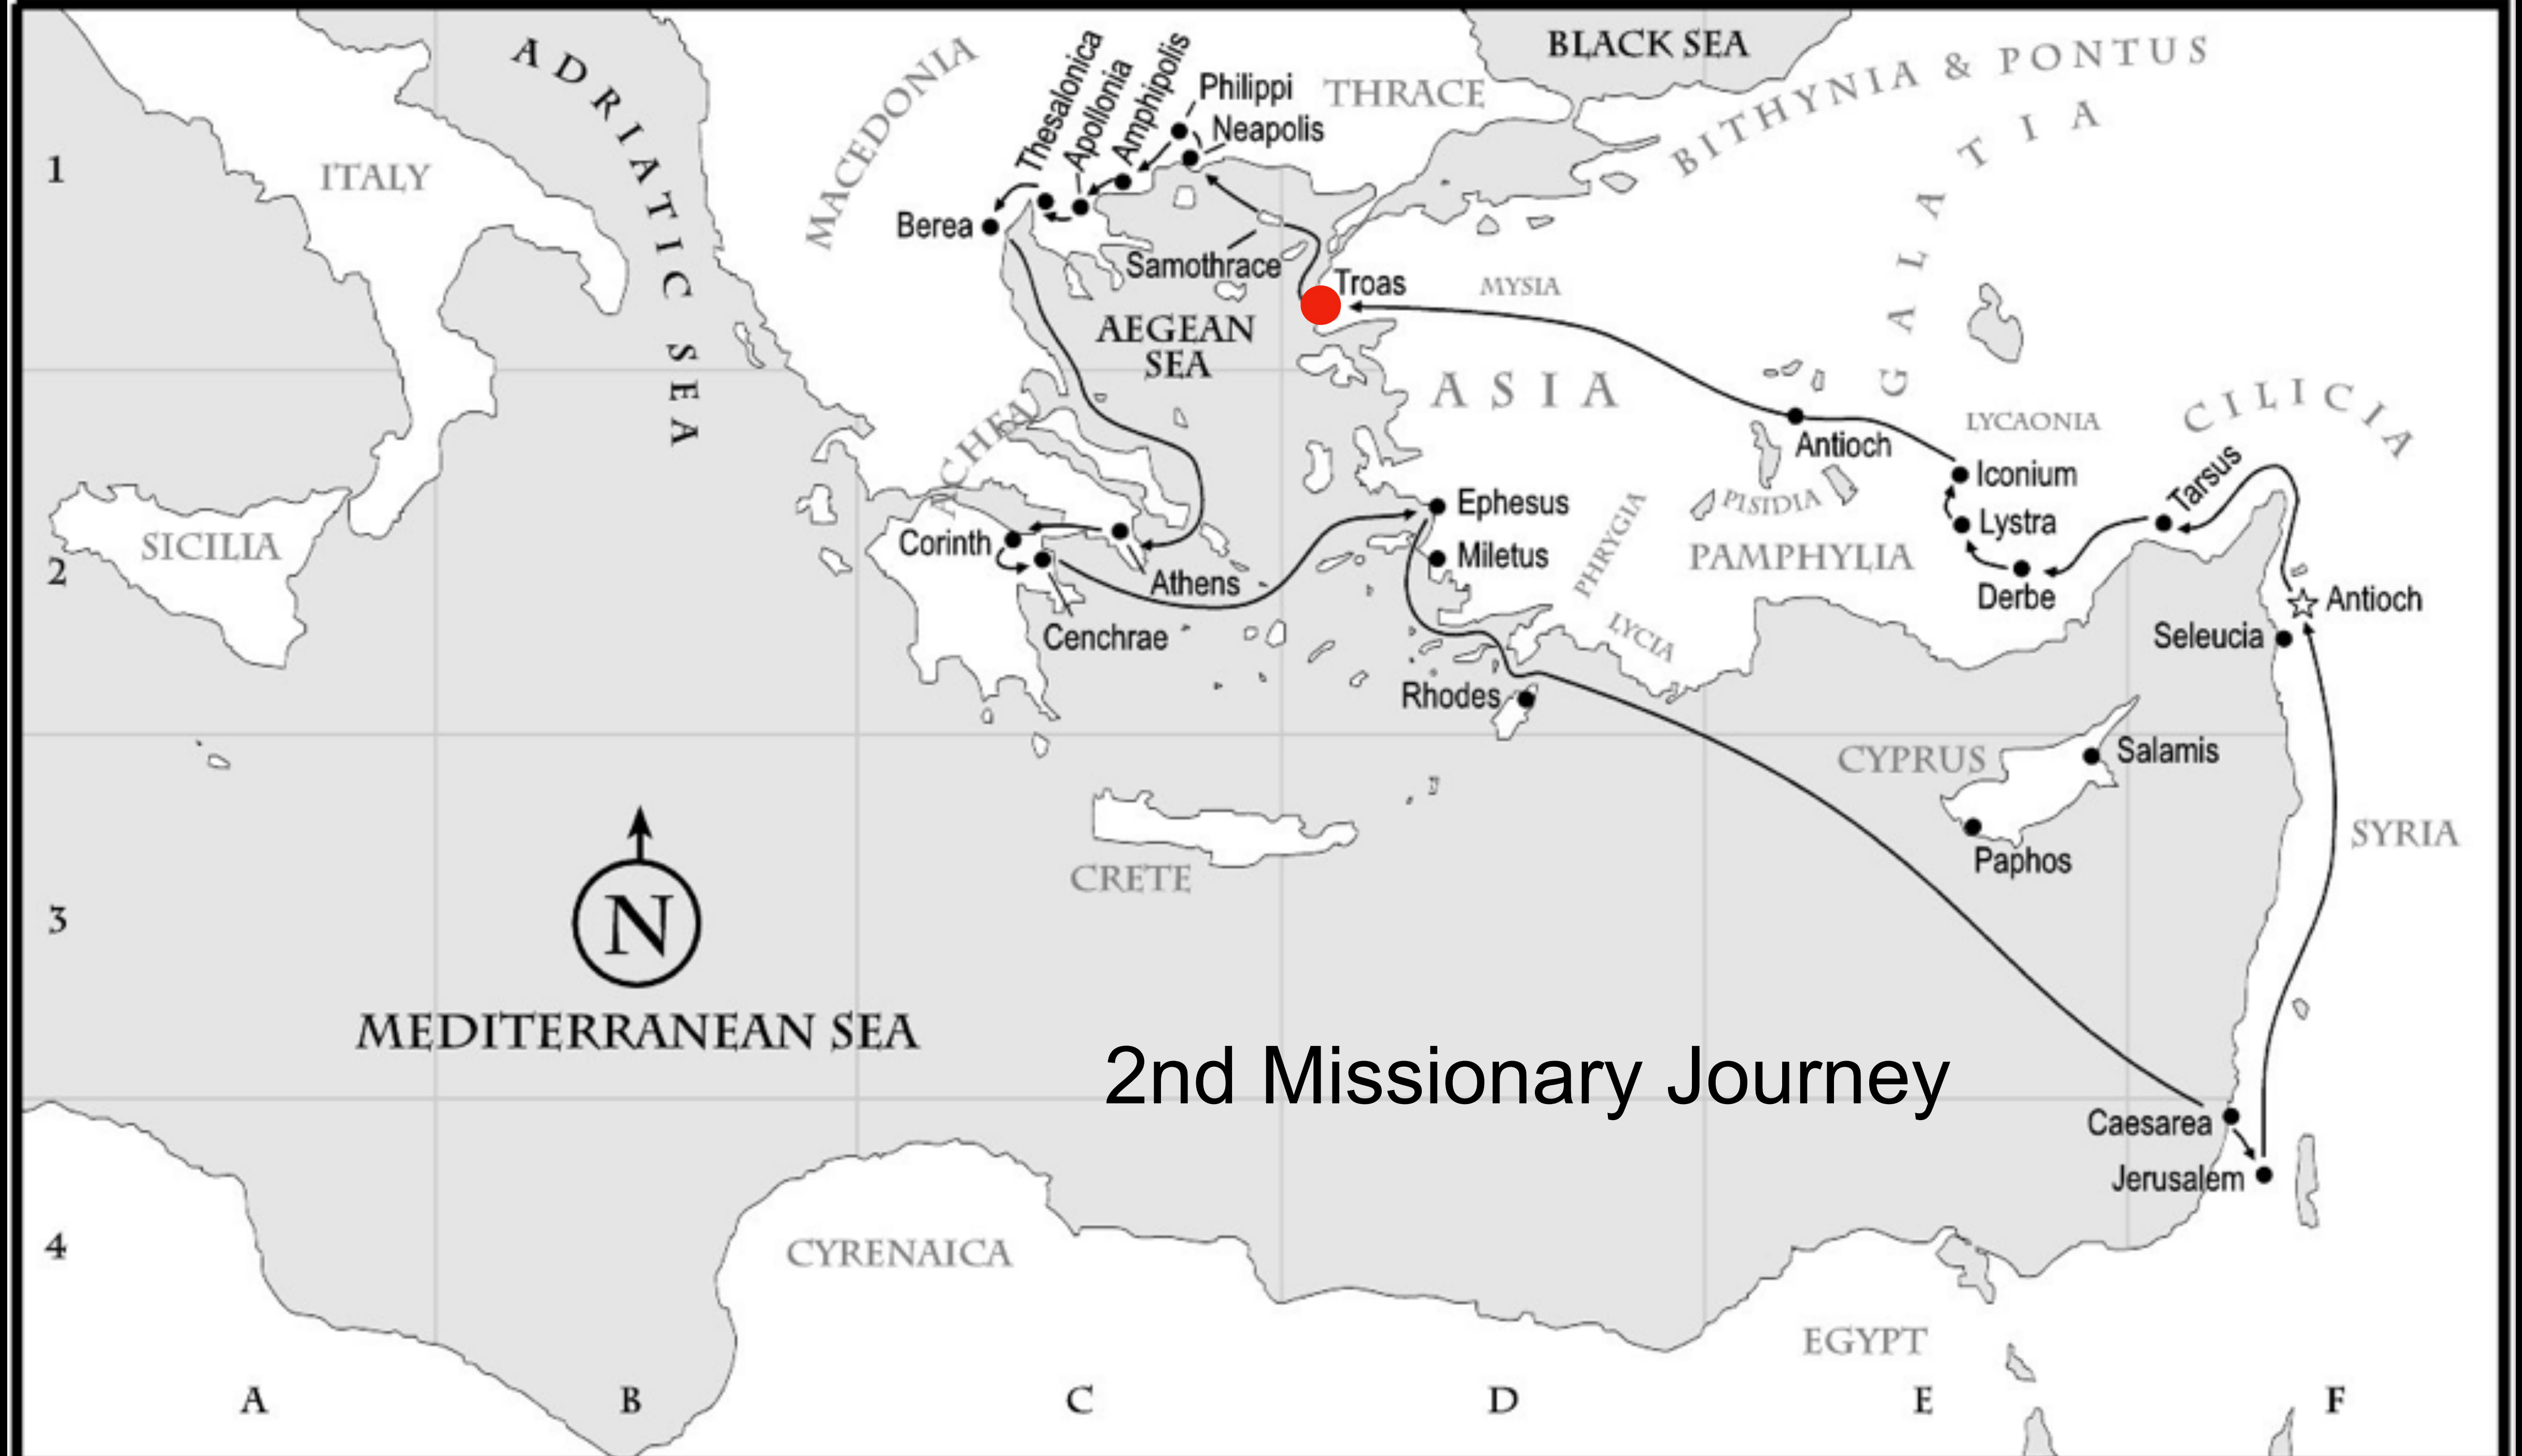 BLACK SEA
ADRIATIC SEA
MACEDONIA
Thesalonica
Apollonia
Amphipolis
Philippi
Neapolis
THRACE
BITHYNIA & PONTUS
GALATIA
1
ITALY
Berea
Samothrace
Troas
MYSIA
AEGEAN
SEA
ASIA
ACHEA
Antioch
LYCAONIA
CILICIA
Iconium
Tarsus
Lystra
PISIDIA
PHRYGIA
PAMPHYLIA
Ephesus
Miletus
SICILIA
2
Corinth
Athens
Cenchrae
Derbe
Antioch
Seleucia
LYCIA
Rhodes
CYPRUS
Salamis
Paphos
SYRIA
CRETE
3
N
MEDITERRANEAN SEA
2nd Missionary Journey
Caesarea
Jerusalem
4
CYRENAICA
EGYPT
A
B
C
D
E
F